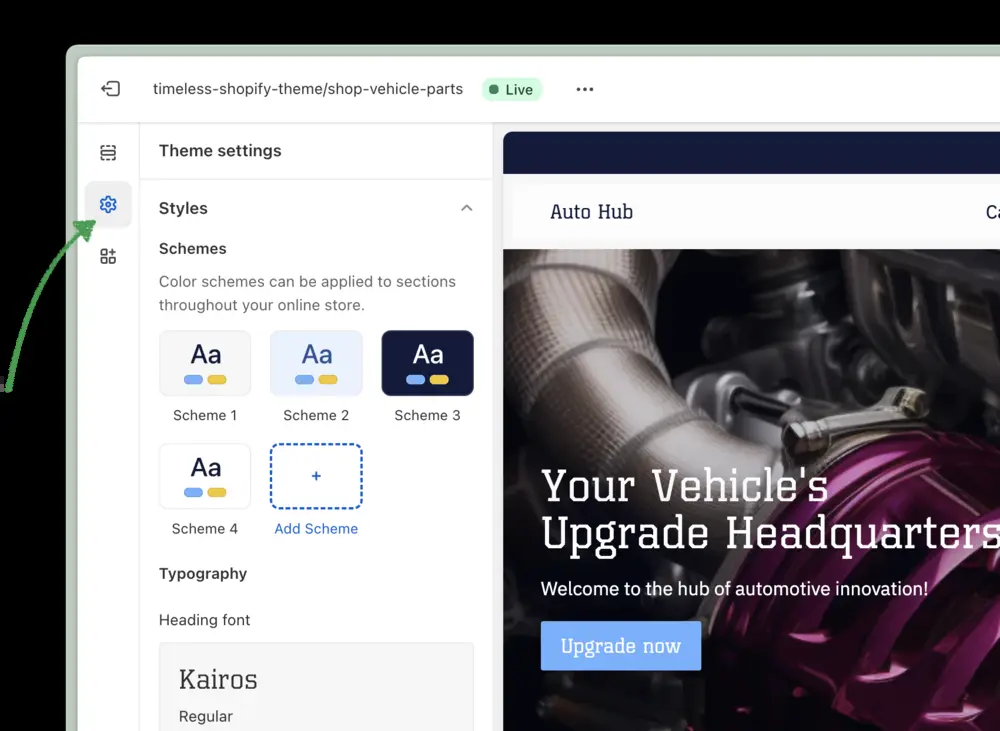 timeless-shopify-theme/shop-vehicle-parts
Live
Theme settings
Styles
Schemes
Color schemes can be applied to sections
throughout your online store.
Aa
Scheme 1
Aa
Scheme 2
Aa
Scheme 3
Aa
Scheme 4
+
Add Scheme
Typography
Heading font
Kairos
Regular
Auto Hub
Your Vehicle's
Upgrade Headquarters
Welcome to the hub of automotive innovation!
Upgrade now